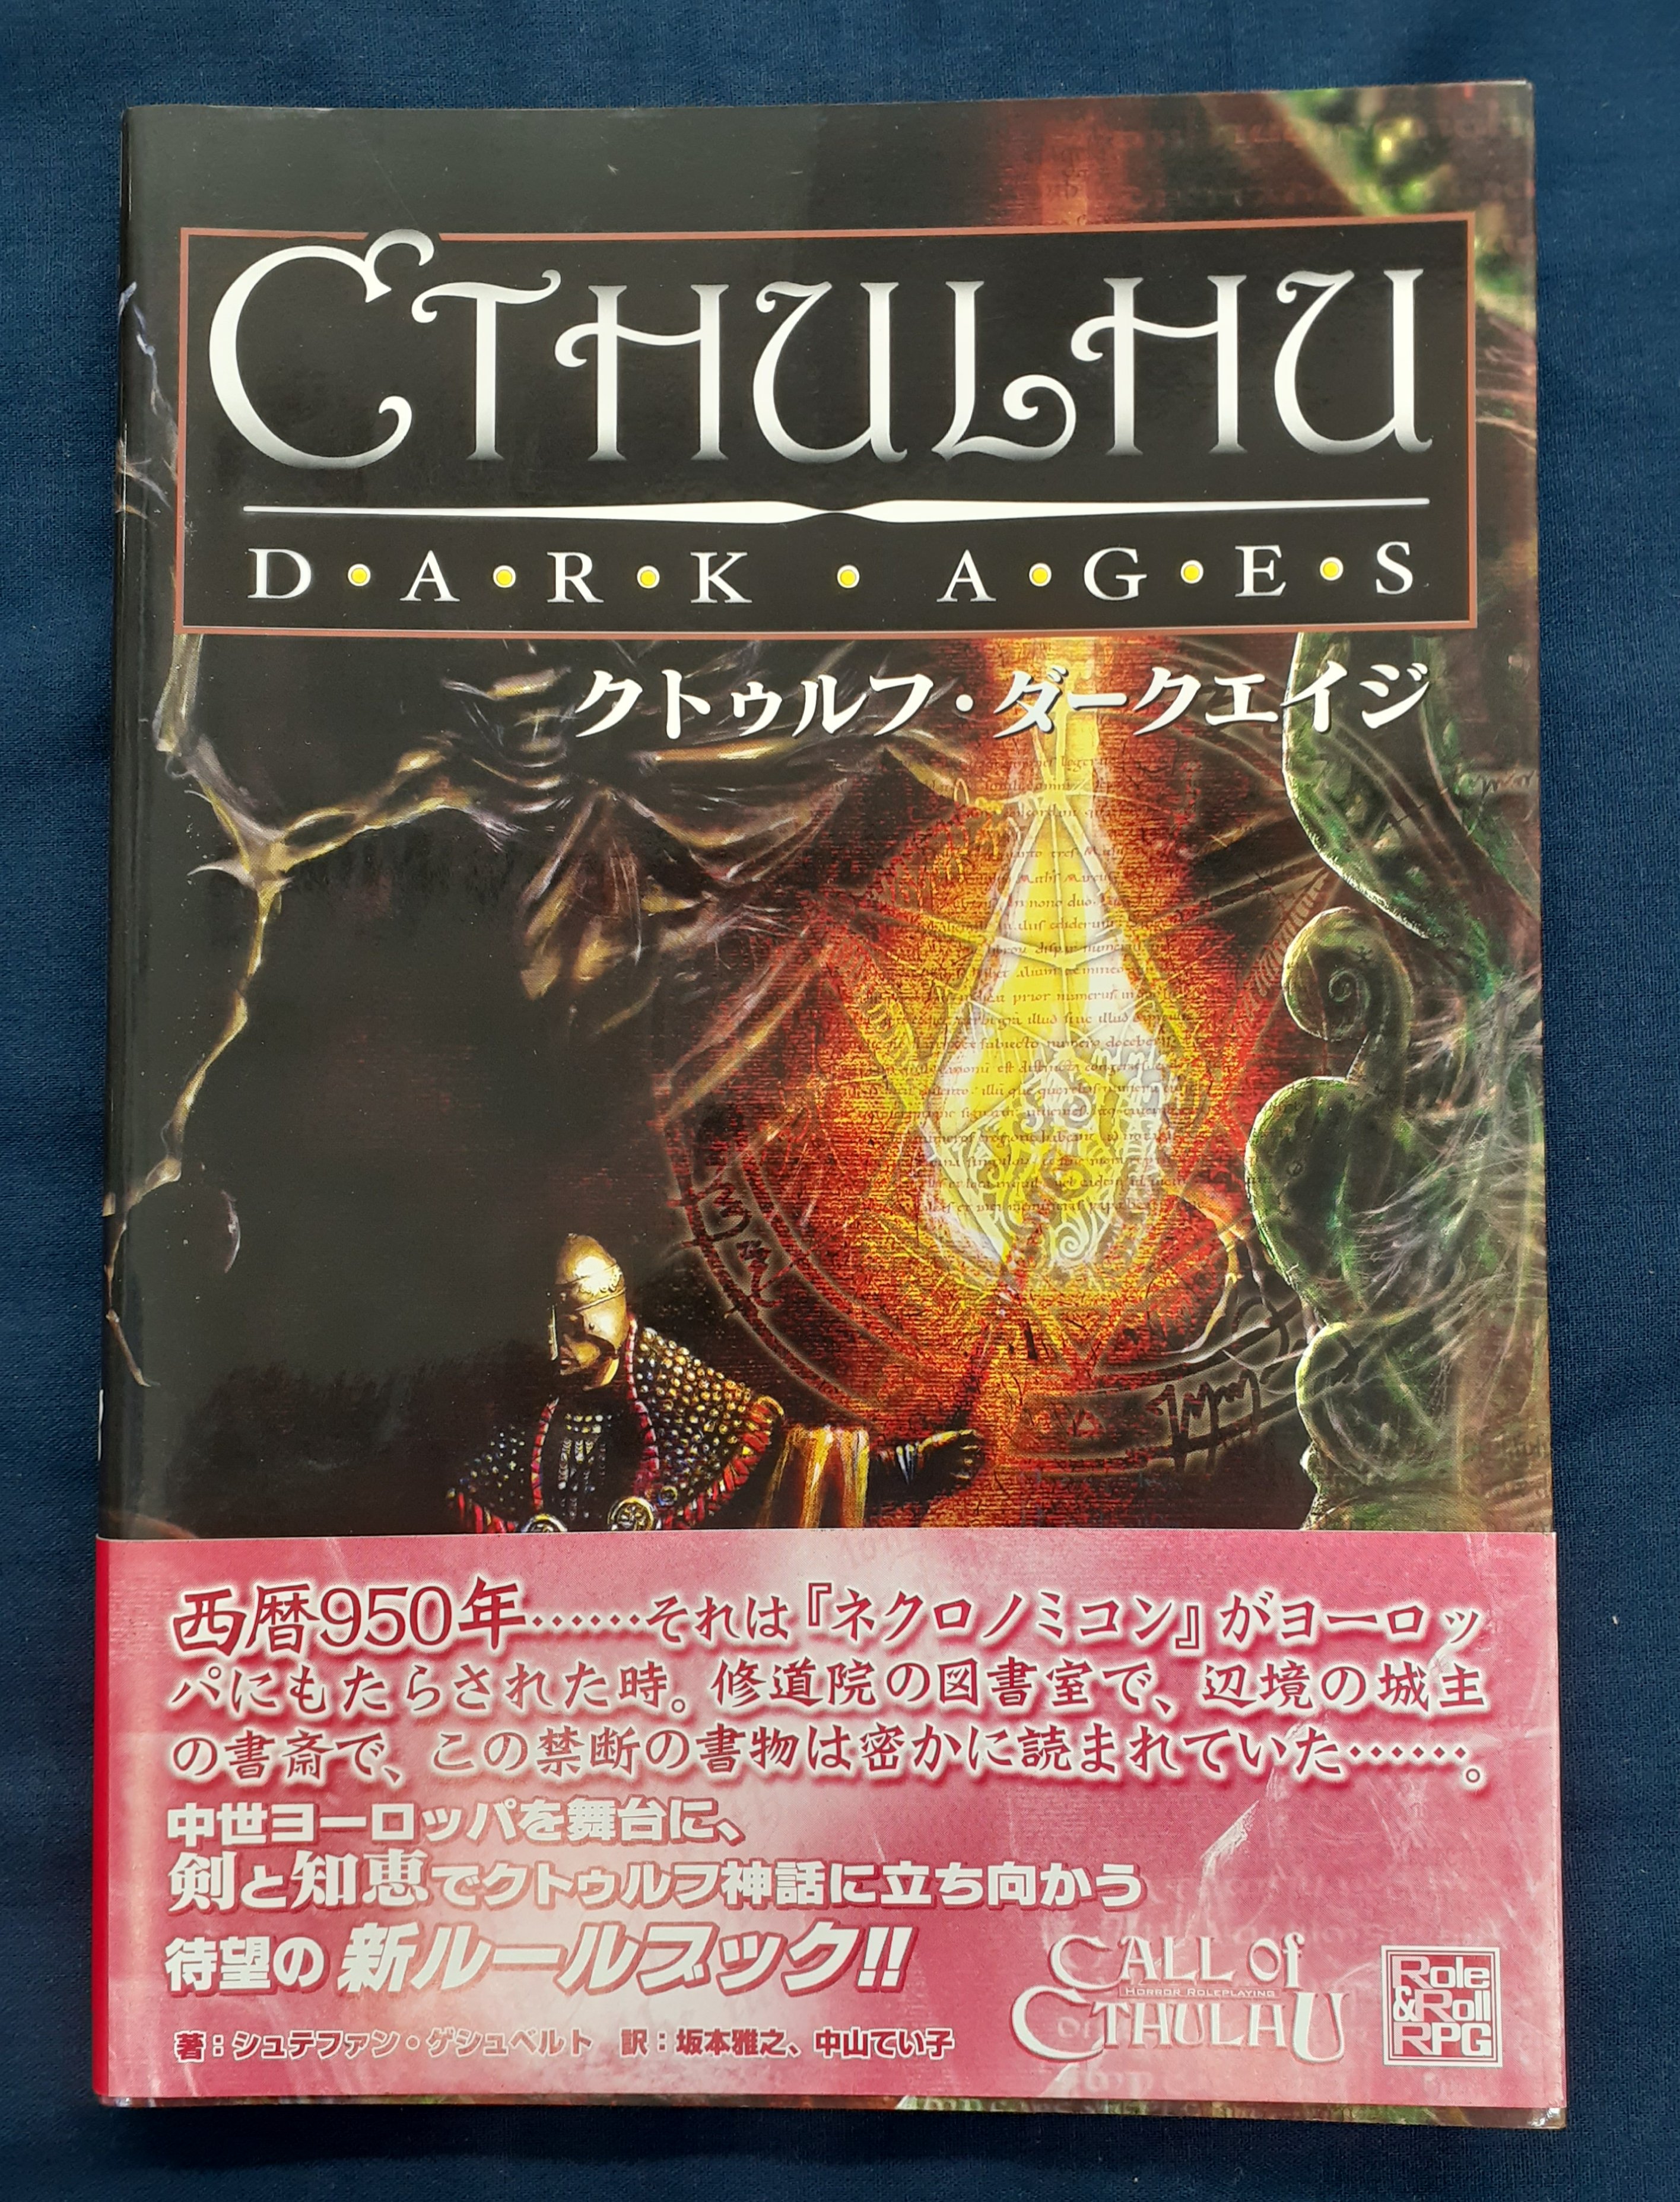 CTHULHU
D・A・R・K・A・G・E・S
クトゥルフ・ダークエイジ
西暦950年……それは『ネクロノミコン』がヨーロッ
パにもたらされた時。修道院の図書室で、辺境の城主
の書斎で、この禁断の書物は密かに読まれていた……。
中世ヨーロッパを舞台に、
剣と知恵でクトゥルフ神話に立ち向かう
待望の新ルールブック!!
著：シュテファン・ゲシュベルト 訳：坂本雅之、中山てい子
CALL of
HORROR ROLEPLAYING
CTHULHU
Role
&Roll
RPG